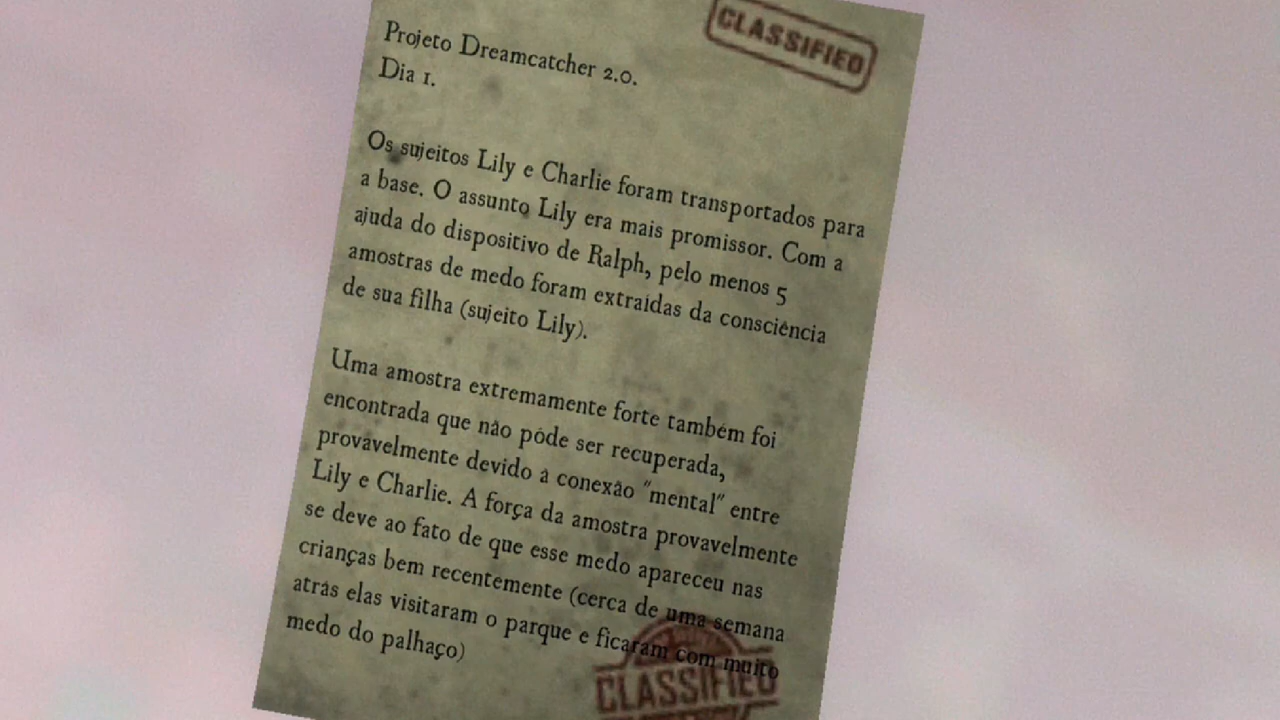 CLASSIFIED
Projeto Dreamcatcher 2.0.
Dia 1.
Os sujeitos Lily e Charlie foram transportados para
a base. O assunto Lily era mais promissor. Com a
ajuda do dispositivo de Ralph, pelo menos 5
amostras de medo foram extraídas da consciência
de sua filha (sujeito Lily).
Uma amostra extremamente forte também foi
encontrada que não pôde ser recuperada,
provavelmente devido à conexão "mental" entre
Lily e Charlie. A força da amostra provavelmente
se deve ao fato de que esse medo apareceu nas
crianças bem recentemente (cerca de uma semana
atrás elas visitaram o parque e ficaram com muito
medo do palhaço)
CLASSIFIED